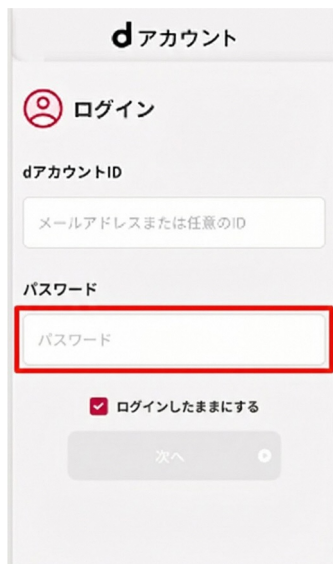 dアカウント
ログイン
dアカウントID
メールアドレスまたは任意のID
パスワード
パスワード
ログインしたままにする
次へ